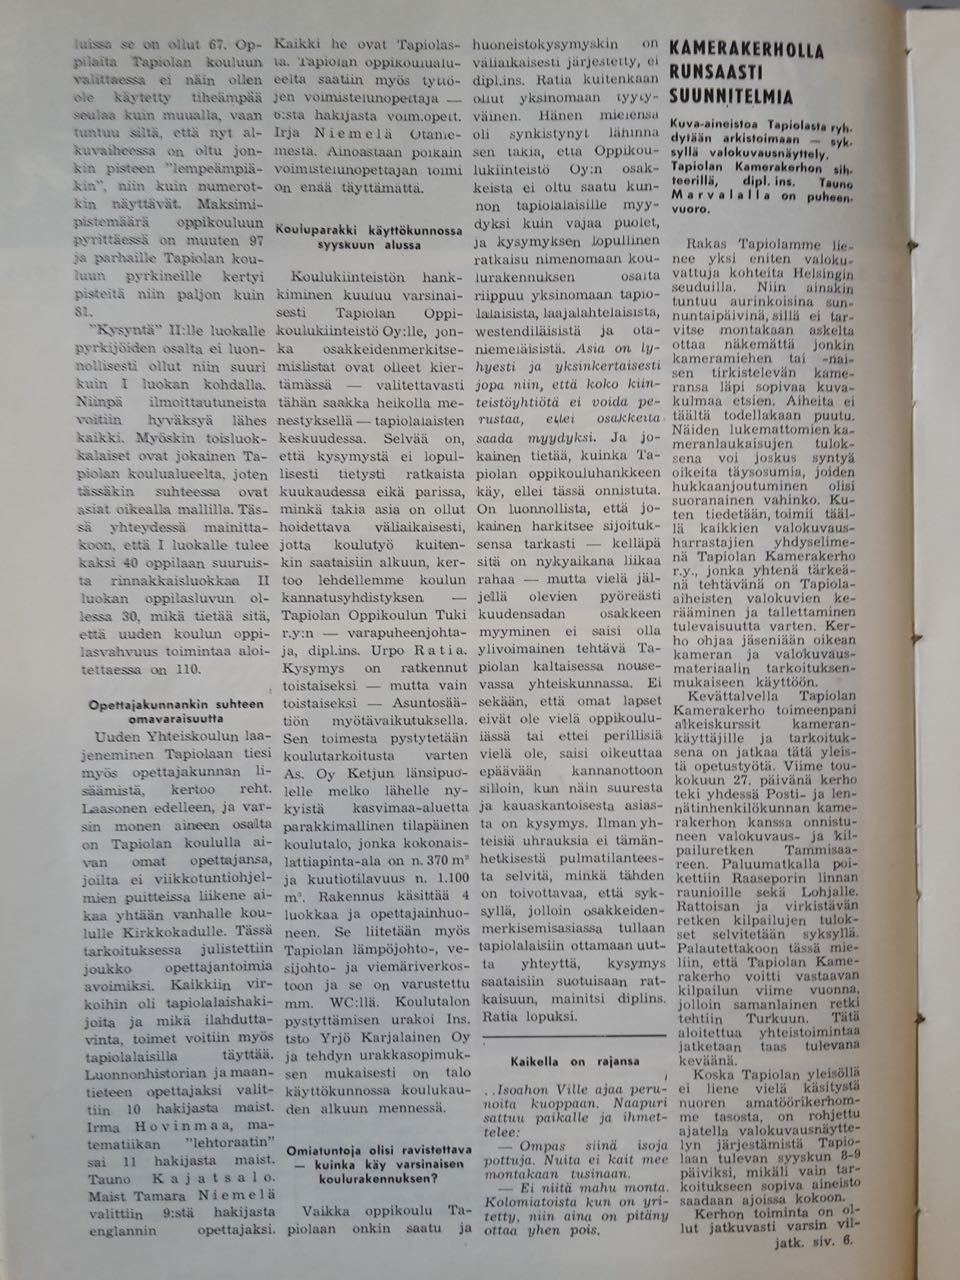 luissa se on ollut 67. Op-
pilaita Tapiolan kouluun
valittaessa ei näin ollen
ole käytetty tiheämpää
seulaa kuin muualla, vaan
tuntuu siltä, että nyt al-
kuvaiheessa on oltu jon-
kin pisteen "lempeämpiä-
kin", niin kuin numerot-
kin näyttävät. Maksimi-
pistemäärä oppikouluun
pyrittäessä on muuten 97
ja parhaille Tapiolan kou-
luun pyrkineille kertyi
pisteitä niin paljon kuin
81.
"Kysyntä" II:lle luokalle
pyrkijöiden osalta ei luon-
nollisesti ollut niin suuri
kuin I luokan kohdalla.
Niinpä ilmoittautuneista
voitiin hyväksyä lähes
kaikki. Myöskin toisluok-
kalaiset ovat jokainen Ta-
piolan koulualueelta, joten
tässäkin suhteessa ovat
asiat oikealla mallilla. Täs-
sä yhteydessä mainitta-
koon, että I luokalle tulee
kaksi 40 oppilaan suuruis-
ta rinnakkaisluokkaa II
luokan oppilasluvun ol-
lessa 30, mikä tietää sitä,
että uuden koulun oppi-
lasvahvuus toimintaa aloi-
tettaessa on 110.
Opettajakunnankin suhteen
omavaraisuutta
Uuden Yhteiskoulun laa-
jeneminen Tapiolaan tiesi
myös opettajakunnan li-
säämistä, kertoo reht.
Laasonen edelleen, ja var-
sin monen aineen osalta
on Tapiolan koululla ai-
van omat opettajansa,
joilta ei viikkotuntiohjel-
mien puitteissa liikene ai-
kaa yhtään vanhalle kou-
lulle Kirkkokadulle. Tässä
tarkoituksessa julistettiin
joukko opettajantoimia
avoimiksi. Kaikkiin vir-
koihin oli tapiolalaishaki-
joita ja mikä ilahdutta-
vinta, toimet voitiin myös
tapiolalaisilla täyttää.
Luonnonhistorian ja maan-
tieteen opettajaksi valit-
tiin 10 hakijasta maist.
Irma Hovinmaa, ma-
tematiikan "lehtoraatin"
sai 11 hakijasta maist.
Tauno Kajatsalo.
Maist Tamara Niemelä
valittiin 9:stä hakijasta
englannin opettajaksi.
Kaikki he ovat Tapiolas-
ta. Tapiolan oppikoulualu-
eelta saatiin myös tyttö-
jen voimistelunopettaja —
6:sta hakijasta voim.opett.
Irja Niemelä Otanie-
mestä. Ainoastaan poikain
voimistelunopettajan toimi
on enää täyttämättä.
Kouluparakki käyttökunnossa
syyskuun alussa
Koulukiinteistön hank-
kiminen kuuluu varsinai-
sesti Tapiolan Oppi-
koulukiinteistö Oy:lle, jon-
ka osakkeidenmerkitse-
mislistat ovat olleet kier-
tämässä — valitettavasti
tähän saakka heikolla me-
nestyksellä — tapiolalaisten
keskuudessa. Selvää on,
että kysymystä ei lopul-
lisesti tietysti ratkaista
kuukaudessa eikä parissa,
minkä takia asia on ollut
hoidettava väliaikaisesti,
jotta koulutyö kuiten-
kin saataisiin alkuun, ker-
too lehdellemme koulun
kannatusyhdistyksen —
Tapiolan Oppikoulun Tuki
r.y:n — varapuheenjohta-
ja, dipl.ins. Urpo Ratia.
Kysymys on ratkennut
toistaiseksi — mutta vain
toistaiseksi — Asuntosää-
tiön myötävaikutuksella.
Sen toimesta pystytetään
koulutarkoitusta varten
As. Oy Ketjun länsipuo-
lelle melko lähelle ny-
kyistä kasvimaa-aluetta
parakkimallinen tilapäinen
koulutalo, jonka kokonais-
lattiapinta-ala on n. 370 m²
ja kuutiotilavuus n. 1.100
m³. Rakennus käsittää 4
luokkaa ja opettajainhuo-
neen. Se liitetään myös
Tapiolan lämpöjohto-, ve-
sijohto- ja viemäriverkos-
toon ja se on varustettu
mm. WC:llä. Koulutalon
pystyttämisen urakoi Ins.
tsto Yrjö Karjalainen Oy
ja tehdyn urakkasopimuk-
sen mukaisesti on talo
käyttökunnossa koulukau-
den alkuun mennessä.
Omiatuntoja olisi ravistettava
— kuinka käy varsinaisen
koulurakennuksen?
Vaikka oppikoulu Ta-
piolaan onkin saatu ja
huoneistokysymyskin on
väliaikaisesti järjestetty, ei
dipl.ins. Ratia kuitenkaan
ollut yksinomaan tyyty-
väinen. Hänen mielensä
oli synkistynyt lähinnä
sen takia, että Oppikou-
lukiinteistö Oy:n osak-
keista ei oltu saatu kun-
non tapiolalaisille myy-
dyksi kuin vajaa puolet,
ja kysymyksen lopullinen
ratkaisu nimenomaan kou-
lurakennuksen osalta
riippuu yksinomaan tapio-
lalaisista, laajalahtelaisista,
westendiläisistä ja ota-
niemeläisistä. Asia on ly-
hyesti ja yksinkertaisesti
jopa niin, että koko kiin-
teistöyhtiötä ei voida pe-
rustaa, ellei osakkeita
saada myydyksi. Ja jo-
kainen tietää, kuinka Ta-
piolan oppikouluhankkeen
käy, ellei tässä onnistuta.
On luonnollista, että jo-
kainen harkitsee sijoituk-
sensa tarkasti — kelläpä
sitä on nykyaikana liikaa
rahaa — mutta vielä jäl-
jellä olevien pyöreästi
kuudensadan osakkeen
myyminen ei saisi olla
ylivoimainen tehtävä Ta-
piolan kaltaisessa nouse-
vassa yhteiskunnassa. Ei
sekään, että omat lapset
eivät ole vielä oppikoulu-
iässä tai ettei perillisiä
vielä ole, saisi oikeuttaa
epäävään kannanottoon
silloin, kun näin suuresta
ja kauaskantoisesta asias-
ta on kysymys. Ilman yh-
teisiä uhrauksia ei tämän-
hetkisestä pulmatilantees-
ta selvitä, minkä tähden
on toivottavaa, että syk-
syllä, jolloin osakkeiden-
merkisemisasiassa tullaan
tapiolalaisiin ottamaan uut-
ta yhteyttä, kysymys
saataisiin suotuisaan rat-
kaisuun, mainitsi diplins.
Ratia lopuksi.
Kaikella on rajansa
. . Isoahon Ville ajaa peru-
noita kuoppaan. Naapuri
sattuu paikalle ja ihmet-
telee:
— Ompas siinä isoja
pottuja. Nuita ei kait mee
montakaan tusinaan.
— Ei niitä mahu monta.
Kolomiatoista kun on yri-
tetty, niin aina on pitäny
ottaa yhen pois.
KAMERAKERHOLLA
RUNSAASTI
SUUNNITELMIA
Kuva-aineistoa Tapiolasta ryh-
dytään arkistoimaan — syk-
syllä valokuvausnäyttely.
Tapiolan Kamerakerhon sih-
teerillä, dipl. ins. Tauno
Marvalalla on puheen-
vuoro.
Rakas Tapiolamme lie-
nee yksi eniten valoku-
vattuja kohteita Helsingin
seuduilla. Niin ainakin
tuntuu aurinkoisina sun-
nuntaipäivinä, sillä ei tar-
vitse montakaan askelta
ottaa näkemättä jonkin
kameramiehen tai -nai-
sen tirkistelevän kame-
ransa läpi sopivaa kuva-
kulmaa etsien. Aiheita ei
täältä todellakaan puutu.
Näiden lukemattomien ka-
meranlaukaisujen tulok-
sena voi joskus syntyä
oikeita täysosumia, joiden
hukkaanjoutuminen olisi
suoranainen vahinko. Ku-
ten tiedetään, toimii tääl-
lä kaikkien valokuvaus-
harrastajien yhdyselime-
nä Tapiolan Kamerakerho
r.y., jonka yhtenä tärkeä-
nä tehtävänä on Tapiola-
aiheisten valokuvien ke-
rääminen ja tallettaminen
tulevaisuutta varten. Ker-
ho ohjaa jäseniään oikean
kameran ja valokuvaus-
materiaalin tarkoituksen-
mukaiseen käyttöön.
Kevättalvella Tapiolan
Kamerakerho toimeenpani
alkeiskurssit kameran-
käyttäjille ja tarkoituk-
sena on jatkaa tätä yleis-
tä opetustyötä. Viime tou-
kokuun 27. päivänä kerho
teki yhdessä Posti- ja len-
nätinhenkilökunnan kame-
rakerhon kanssa onnistu-
neen valokuvaus- ja kil-
pailuretken Tammisaa-
reen. Paluumatkalla poi-
kettiin Raaseporin linnan
raunioille sekä Lohjalle.
Rattoisan ja virkistävän
retken kilpailujen tulok-
set selvitetään syksyllä.
Palautettakoon tässä mie-
liin, että Tapiolan Kame-
rakerho voitti vastaavan
kilpailun viime vuonna,
jolloin samanlainen retki
tehtiin Turkuun. Tätä
aloitettua yhteistoimintaa
jatketaan taas tulevana
keväänä.
Koska Tapiolan yleisöllä
ei liene vielä käsitystä
nuoren amatöörikerhom-
me tasosta, on rohjettu
ajatella valokuvausnäytte-
lyn järjestämistä Tapio-
laan tulevan syyskun 8-9
päiviksi, mikäli vain tar-
koitukseen sopiva aineisto
saadaan ajoissa kokoon.
Kerhon toiminta on ol-
lut jatkuvasti varsin vil-
jatk. siv. 6.